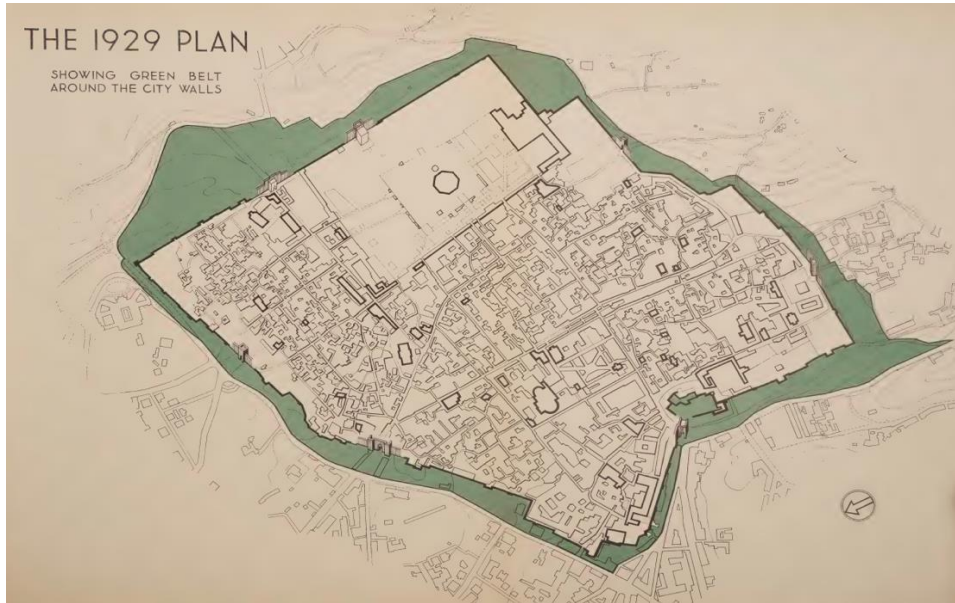 THE 1929 PLAN
SHOWING GREEN BELT
AROUND THE CITY WALLS